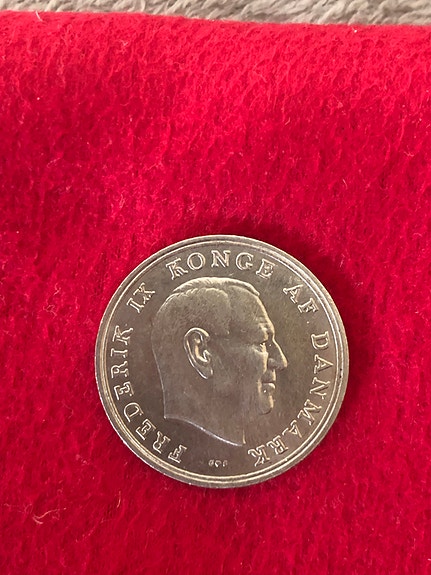 FREDERIK IX KONGE AF DANMARK